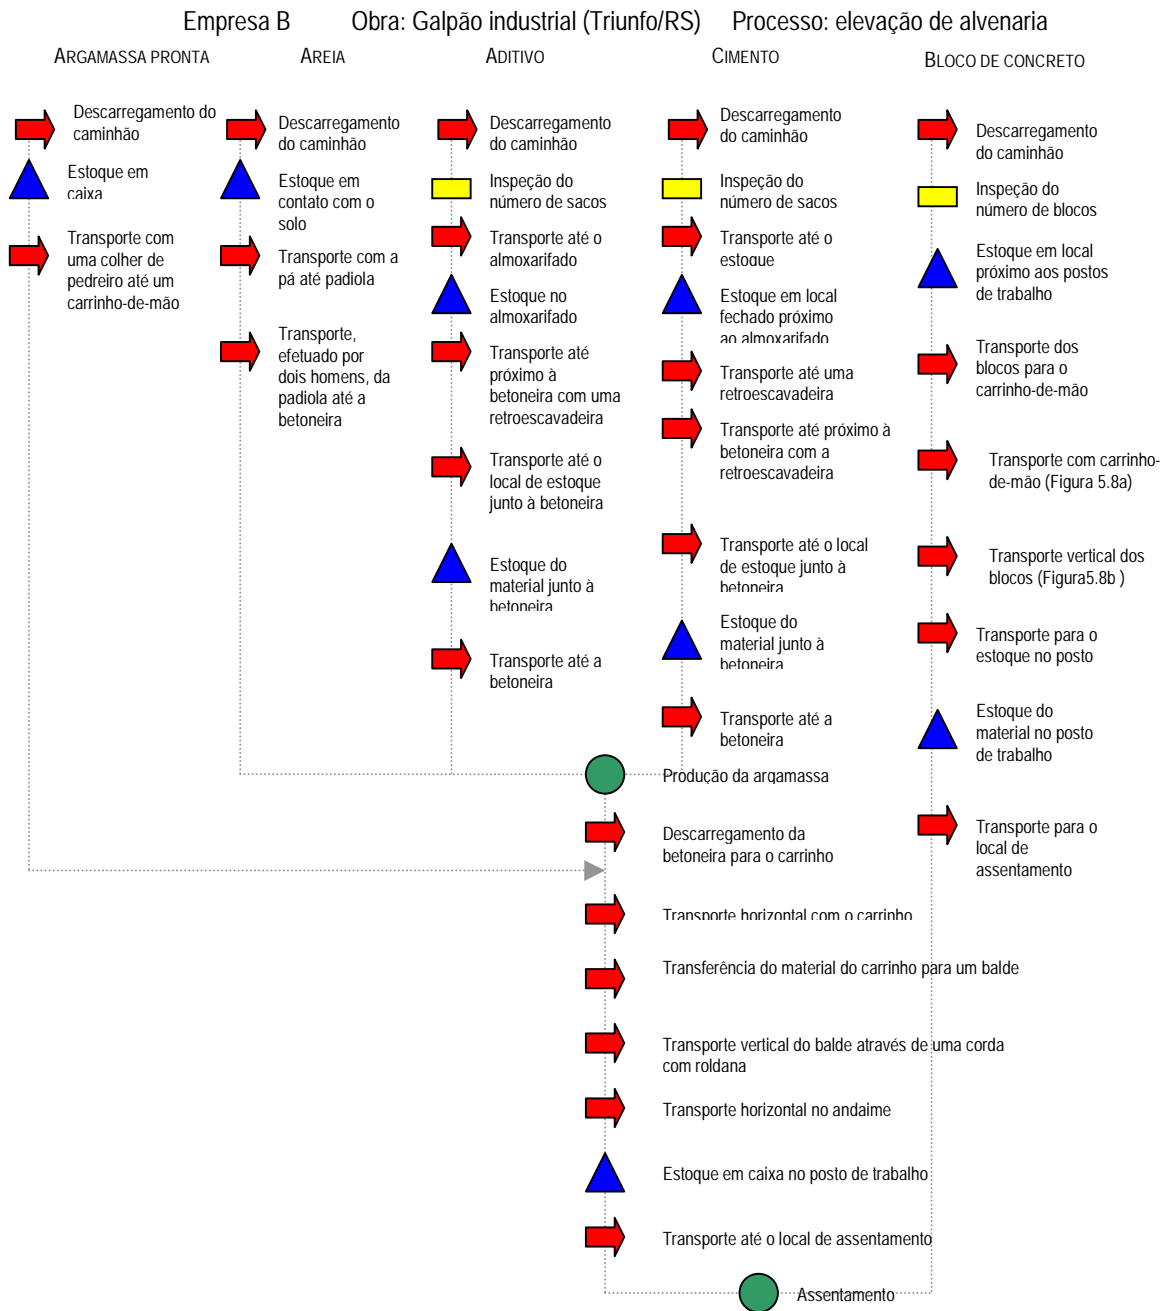 Empresa B Obra: Galpão industrial (Triunfo/RS) Processo: elevação de alvenaria
ARGAMASSA PRONTA
Descarregamento do
caminhão
Estoque em
caixa
Transporte com
uma colher de
pedreiro até um
carrinho-de-mão
AREIA
Descarregamento
do caminhão
Estoque em
contato com o
solo
Transporte com a
pá até padiola
Transporte,
efetuado por
dois homens, da
padiola até a
betoneira
ADITIVO
Descarregamento
do caminhão
Inspeção do
número de sacos
Transporte até o
almoxarifado
Estoque no
almoxarifado
Transporte até
próximo à
betoneira com uma
retroescavadeira
Transporte até o
local de estoque
junto à betoneira
Estoque do
material junto à
betoneira
Transporte até a
betoneira
CIMENTO
Descarregamento
do caminhão
Inspeção do
número de sacos
Transporte até o
estoque
Estoque em local
fechado próximo
ao almoxarifado
Transporte até uma
retroescavadeira
Transporte até próximo à
betoneira com a
retroescavadeira
Transporte até o local
de estoque junto à
betoneira
Estoque do
material junto à
betoneira
Transporte até a
betoneira
BLOCO DE CONCRETO
Descarregamento
do caminhão
Inspeção do
número de blocos
Estoque em local
próximo aos postos
de trabalho
Transporte dos
blocos para o
carrinho-de-mão
Transporte com carrinho-
de-mão (Figura 5.8a)
Transporte vertical dos
blocos (Figura5.8b )
Transporte para o
estoque no posto
Estoque do
material no posto
de trabalho
Transporte para o
local de
assentamento
Produção da argamassa
Descarregamento da
betoneira para o carrinho
Transporte horizontal com o carrinho
Transferência do material do carrinho para um balde
Transporte vertical do balde através de uma corda
com roldana
Transporte horizontal no andaime
Estoque em caixa no posto de trabalho
Transporte até o local de assentamento
Assentamento